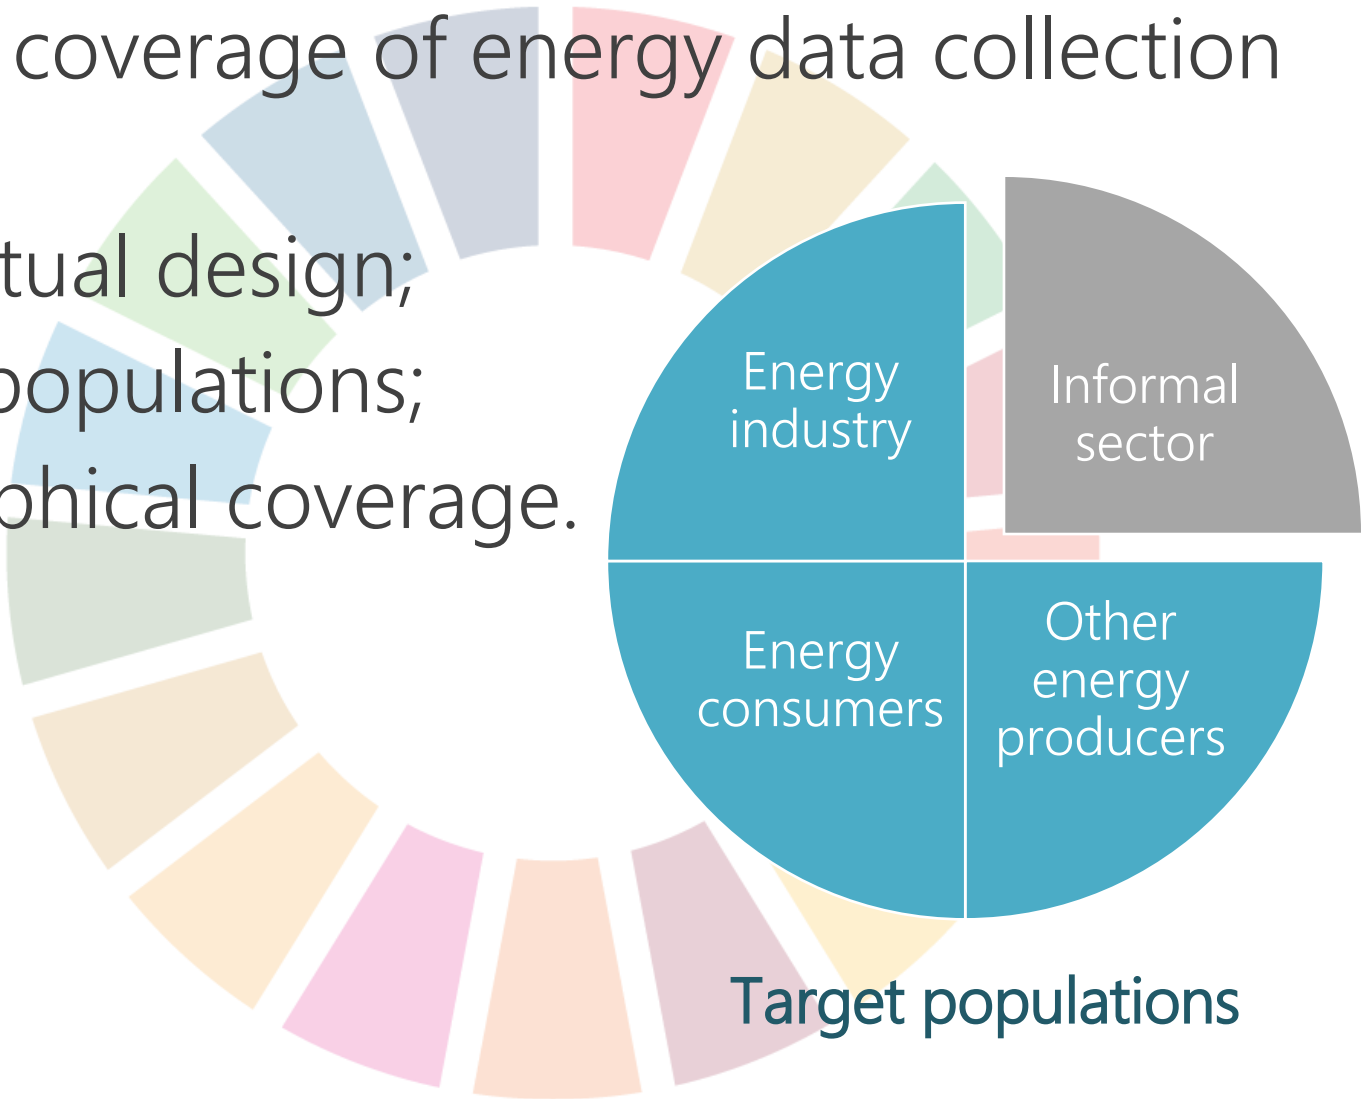 coverage of energy data collection
tual design;
populations;
phical coverage.
Energy
industry
Informal
sector
Energy
consumers
Other
energy
producers
Target populations